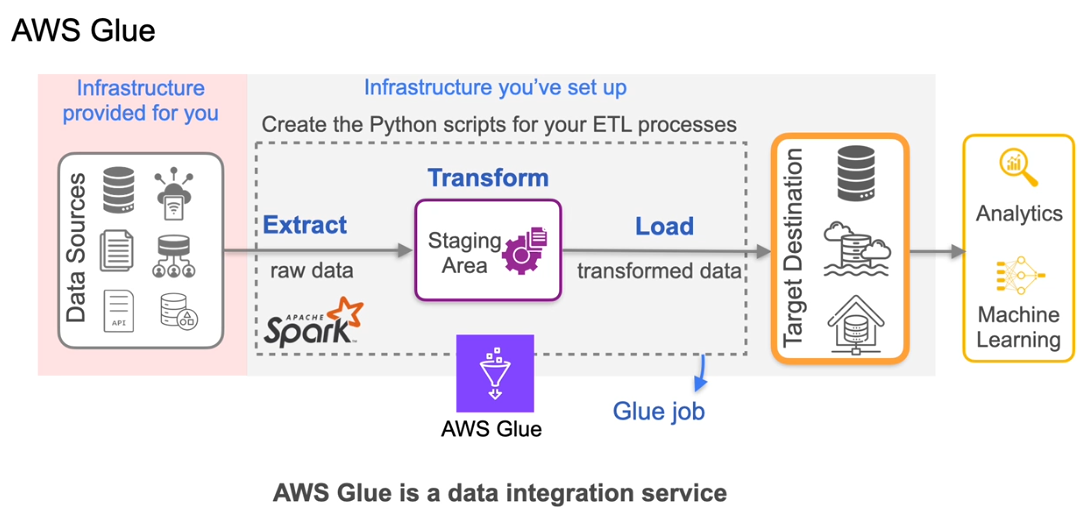 AWS Glue
Infrastructure
provided for you
Infrastructure you've set up
Create the Python scripts for your ETL processes
Data Sources
API
Extract
raw data
APACHE
Spark™
Transform
Staging
Area
Load
transformed data
Target Destination
Analytics
Machine
Learning
AWS Glue
Glue job
AWS Glue is a data integration service